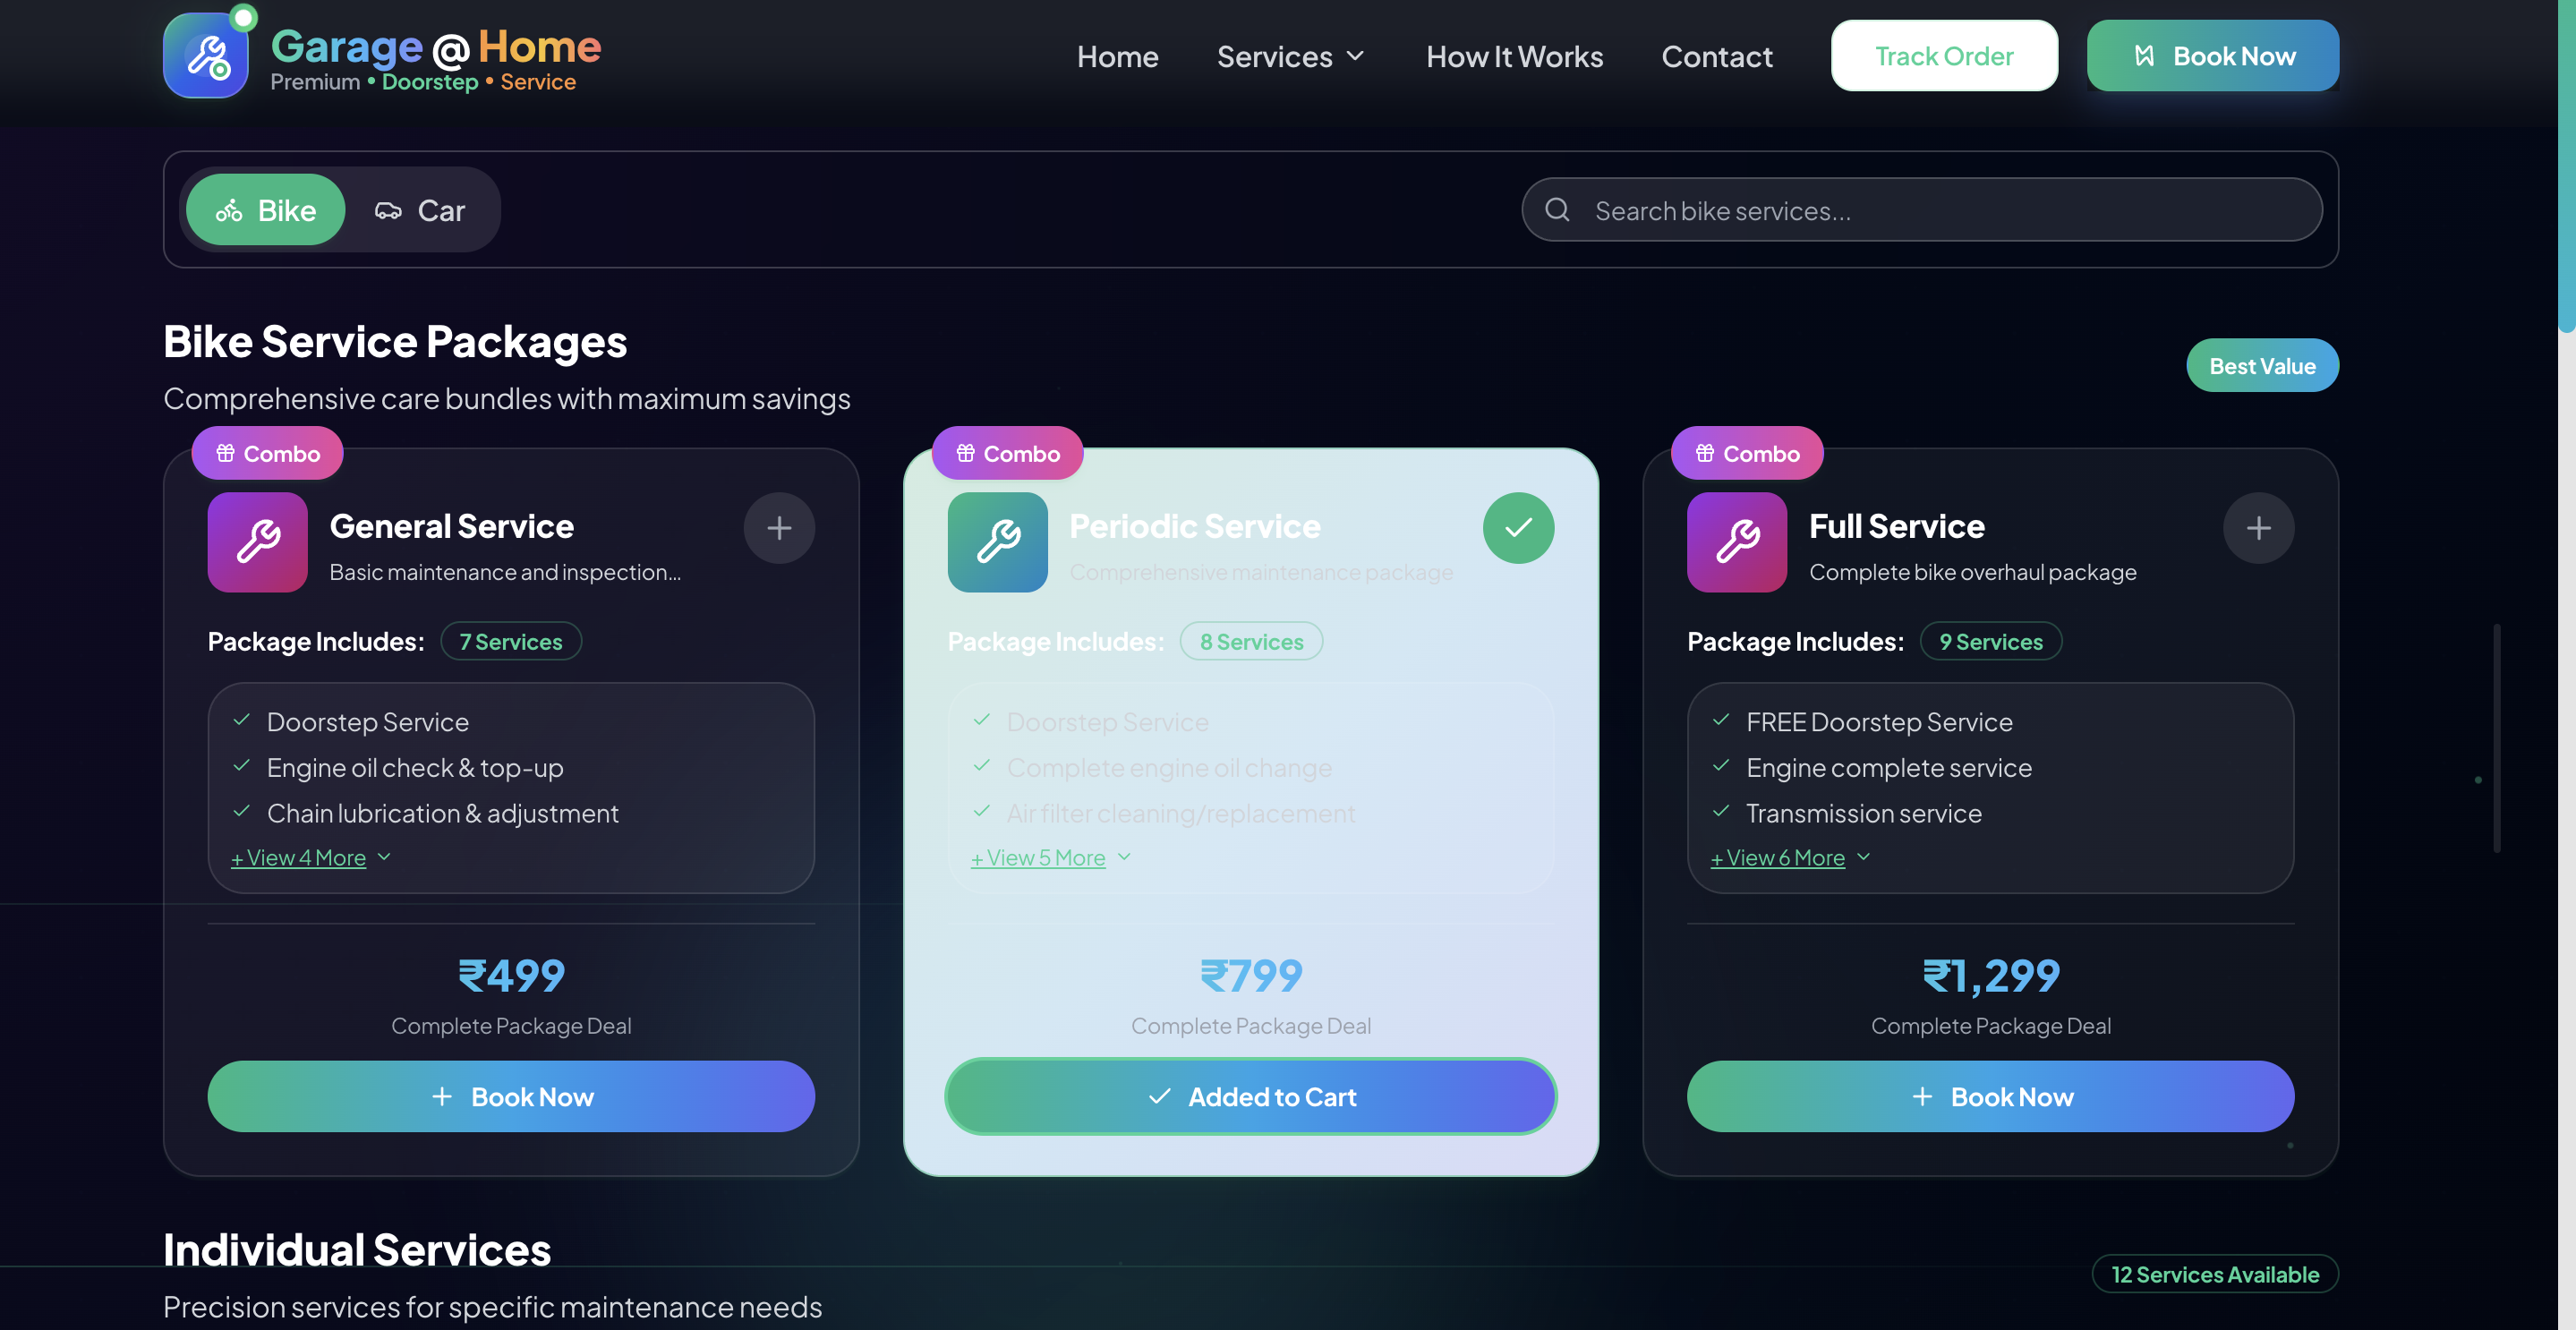 Garage @ Home
Premium • Doorstep • Service
Home
Services
How It Works
Contact
Track Order
Book Now
Bike
Car
Search bike services...
Bike Service Packages
Comprehensive care bundles with maximum savings
Best Value
Combo
General Service
Basic maintenance and inspection...
Package Includes:
7 Services
Doorstep Service
Engine oil check & top-up
Chain lubrication & adjustment
+ View 4 More
₹499
Complete Package Deal
Book Now
Combo
Periodic Service
Comprehensive maintenance package
Package Includes:
8 Services
Doorstep Service
Complete engine oil change
Air filter cleaning/replacement
+ View 5 More
₹799
Complete Package Deal
Added to Cart
Combo
Full Service
Complete bike overhaul package
Package Includes:
9 Services
FREE Doorstep Service
Engine complete service
Transmission service
+ View 6 More
₹1,299
Complete Package Deal
Book Now
Individual Services
Precision services for specific maintenance needs
12 Services Available